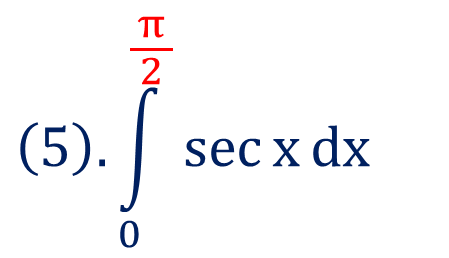 (5). ∫₀^(π/2) sec x dx